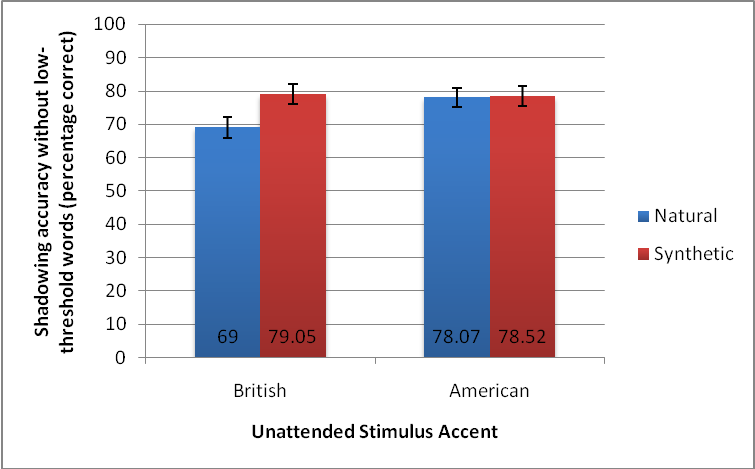 Shadowing accuracy without low-
threshold words (percentage correct)
100
90
80
70
60
50
40
30
20
10
0
69
79.05
78.07
78.52
British
American
Unattended Stimulus Accent
Natural
Synthetic